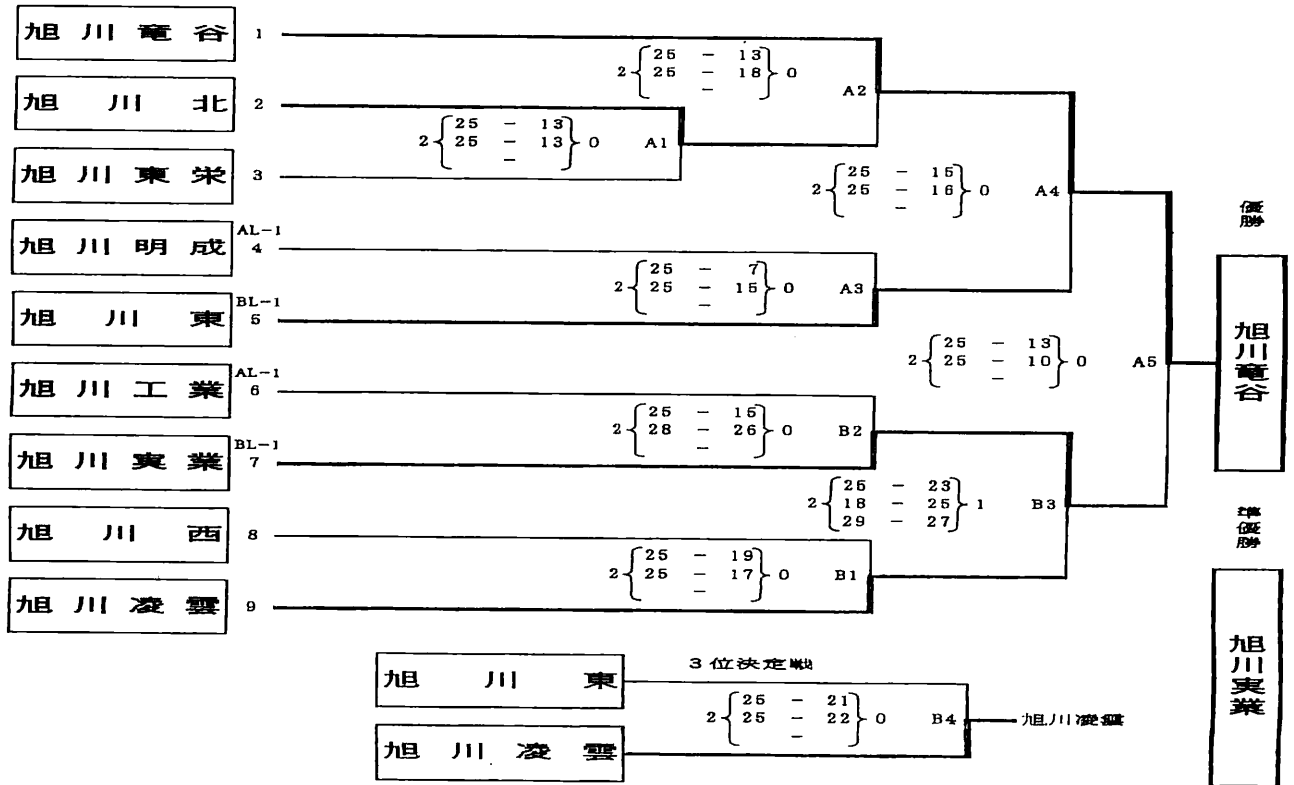 旭川竜谷 1
25 - 13
2 25 - 18 0 A2
-
旭川北 2
25 - 13
2 25 - 13 0 A1
-
旭川東栄 3
25 - 15
2 25 - 16 0 A4
-
優勝
旭川明成 AL-1 4
25 - 7
2 25 - 15 0 A3
-
旭川東 BL-1 5
旭川竜谷
25 - 13
2 25 - 10 0 A5
-
旭川工業 AL-1 6
25 - 15
2 28 - 26 0 B2
-
旭川実業 BL-1 7
25 - 23
2 18 - 25 1 B3
29 - 27
準優勝
旭川西 8
25 - 19
2 25 - 17 0 B1
-
旭川凌雲 9
旭川実業
3位決定戦
旭川東
25 - 21
2 25 - 22 0 B4 旭川凌雲
-
旭川凌雲